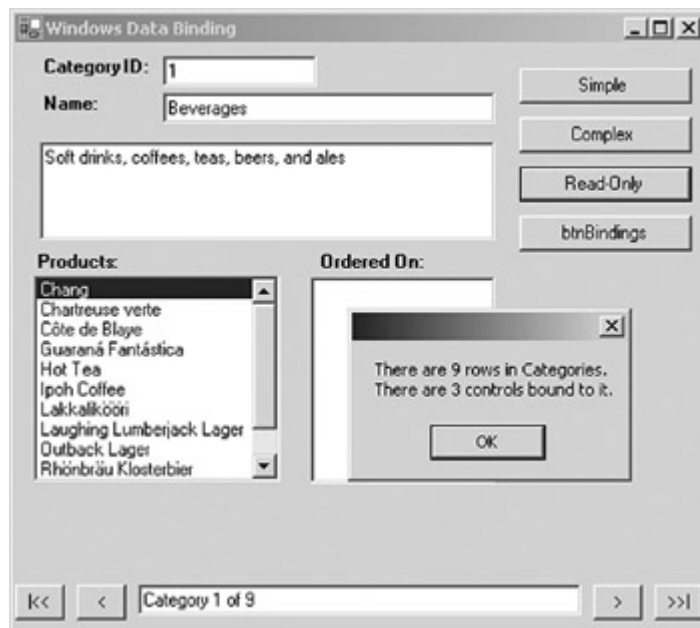 Windows Data Binding
Category ID: 1
Name: Beverages
Soft drinks, coffees, teas, beers, and ales
Simple
Complex
Read-Only
btnBindings
Products:
Chang
Chartreuse verte
Côte de Blaye
Guaraná Fantástica
Hot Tea
Ipoh Coffee
Lakkalikööri
Laughing Lumberjack Lager
Outback Lager
Rhönbräu Klosterbier
Ordered On:
There are 9 rows in Categories.
There are 3 controls bound to it.
OK
|<<
<
Category 1 of 9
>
>>|